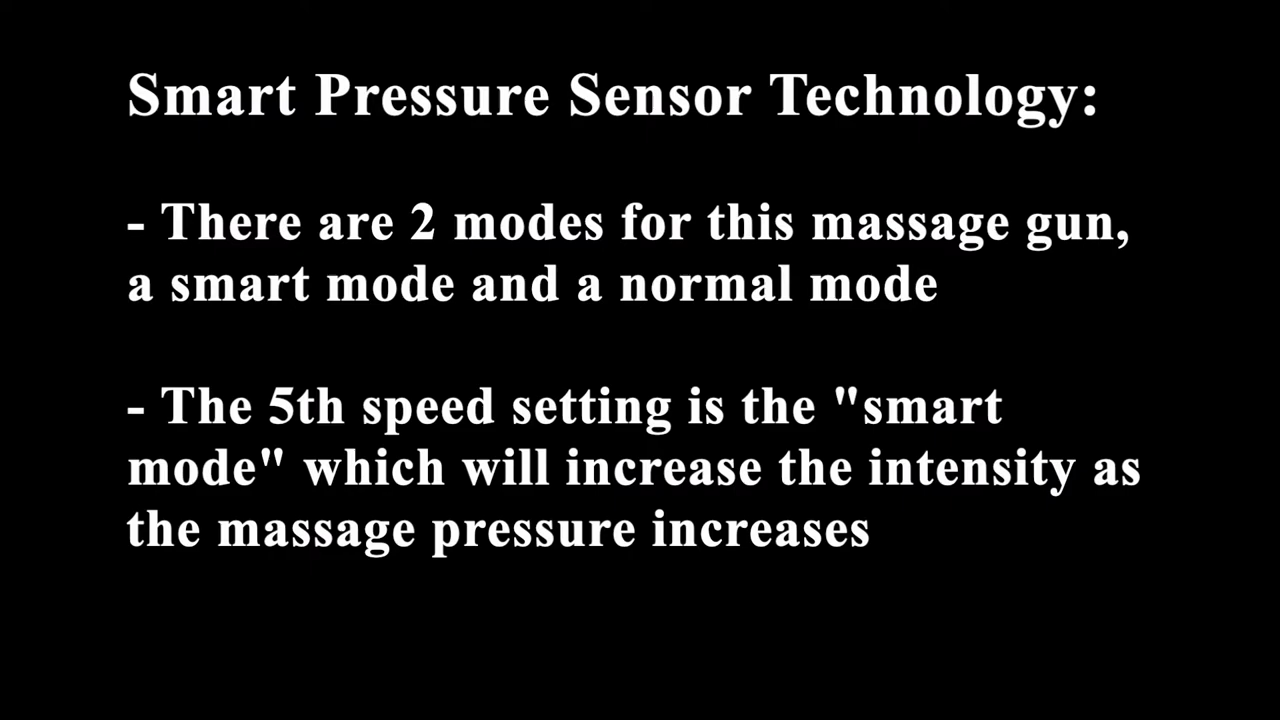 Smart Pressure Sensor Technology:
- There are 2 modes for this massage gun,
a smart mode and a normal mode
- The 5th speed setting is the "smart
mode" which will increase the intensity as
the massage pressure increases